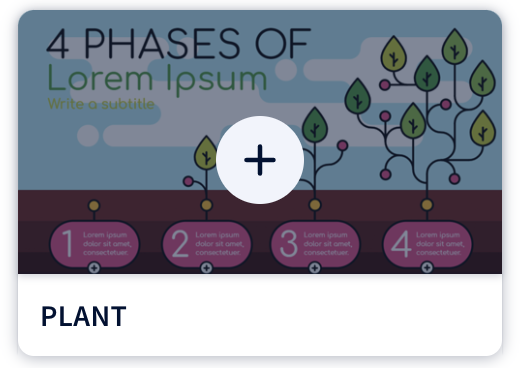 4 PHASES OF
Lorem Ipsum
Write a subtitle
1
Lorem ipsum
dolor sit amet,
consectetuer.
2
Lorem ipsum
dolor sit amet,
consectetuer.
3
Lorem ipsum
dolor sit amet,
consectetuer.
4
Lorem ipsum
dolor sit amet,
consectetuer.
PLANT